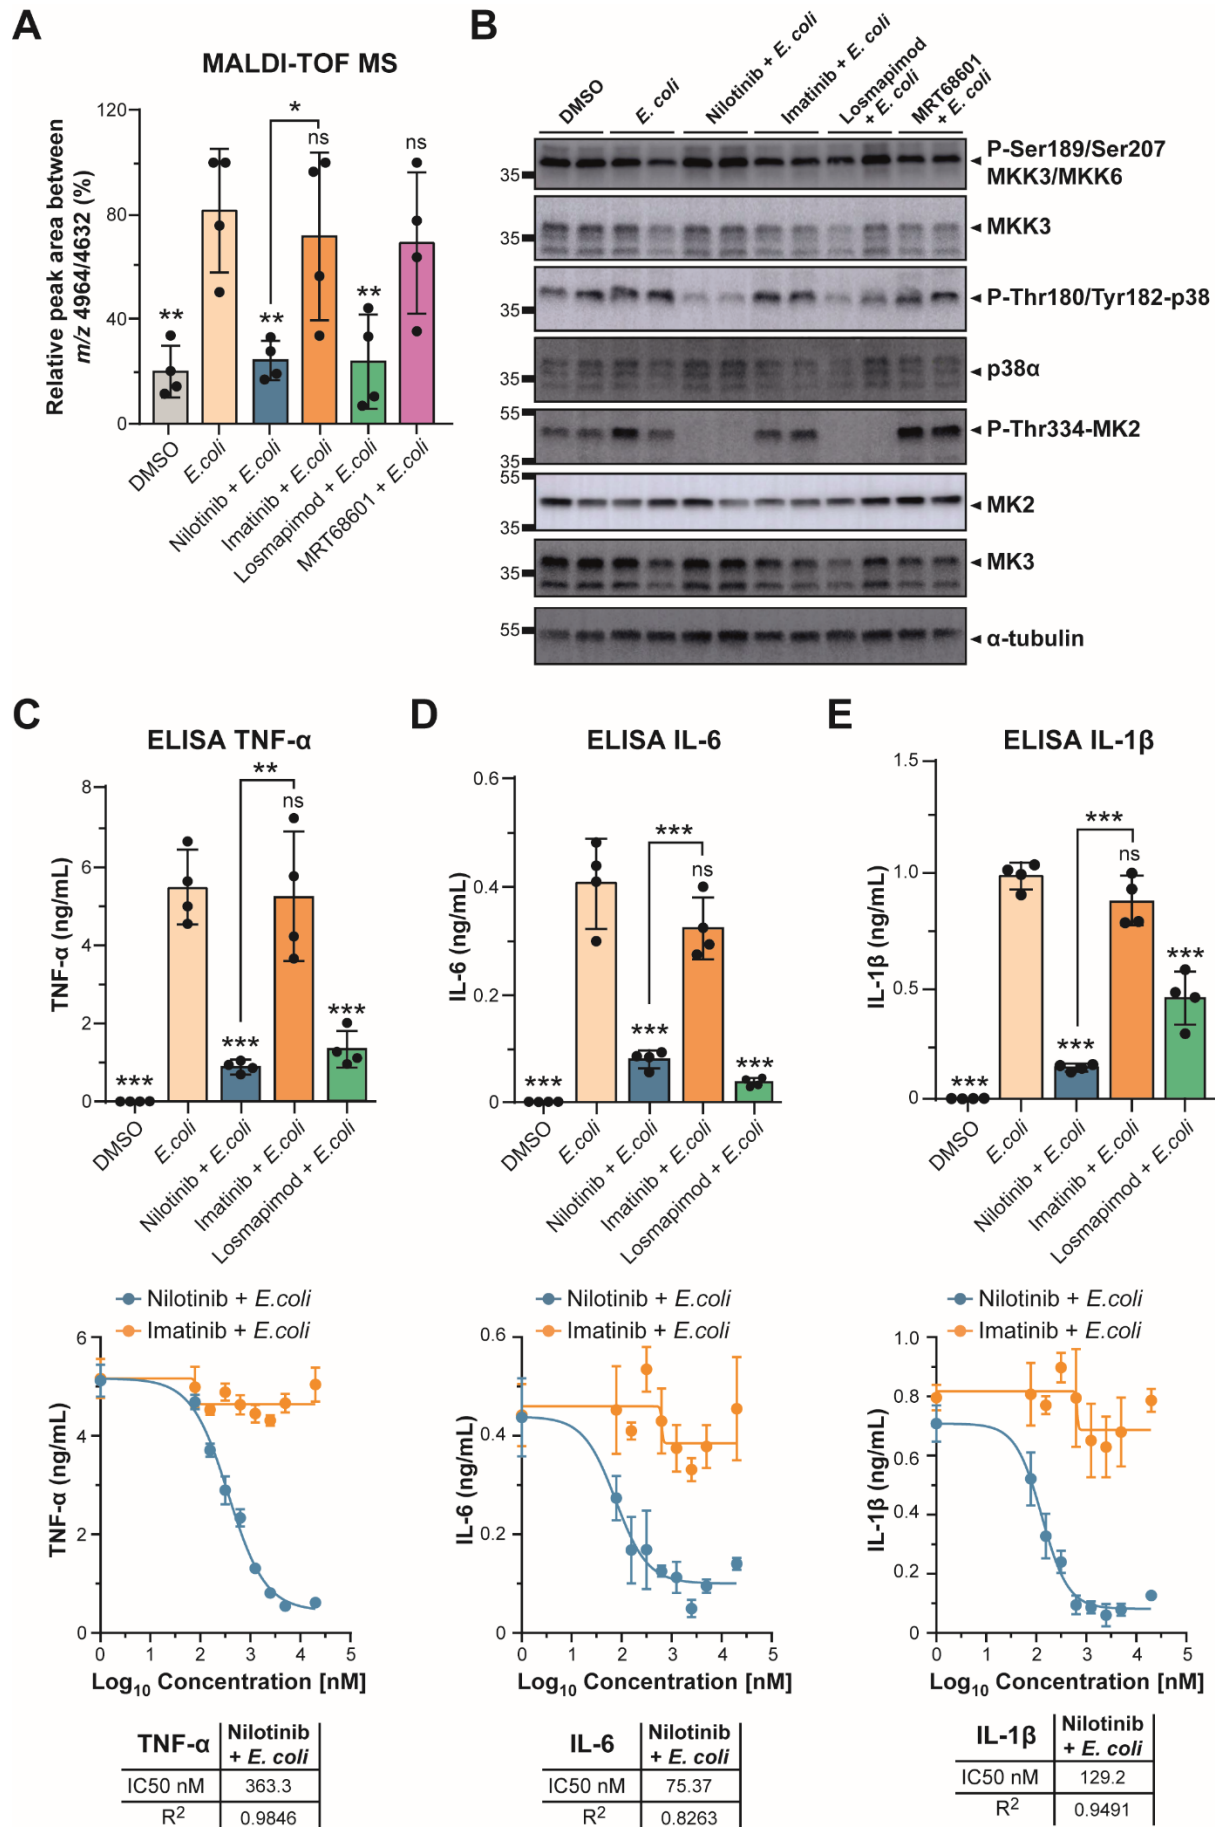 A
MALDI-TOF MS
Relative peak area between
m/z 4964/4632 (%)
120
80
40
0
**
**
*
ns
**
ns
DMSO
E.coli
Nilotinib + E.coli
Imatinib + E.coli
Losmapimod + E.coli
MRT68601 + E.coli
B
DMSO
E. coli
Nilotinib + E. coli
Imatinib + E. coli
Losmapimod
+ E. coli
MRT68601
+ E. coli
35
P-Ser189/Ser207
MKK3/MKK6
35
MKK3
35
P-Thr180/Tyr182-p38
35
p38α
55
35
P-Thr334-MK2
55
35
MK2
35
MK3
55
α-tubulin
C
ELISA TNF-α
TNF-α (ng/mL)
8
6
4
2
0
***
***
**
ns
***
DMSO
E.coli
Nilotinib + E.coli
Imatinib + E.coli
Losmapimod + E.coli
D
ELISA IL-6
IL-6 (ng/mL)
0.6
0.4
0.2
0
***
***
***
ns
***
DMSO
E.coli
Nilotinib + E.coli
Imatinib + E.coli
Losmapimod + E.coli
E
ELISA IL-1β
IL-1β (ng/mL)
1.5
1.0
0.5
0
***
***
***
ns
***
DMSO
E.coli
Nilotinib + E.coli
Imatinib + E.coli
Losmapimod + E.coli
Nilotinib + E.coli
Imatinib + E.coli
TNF-α (ng/mL)
6
4
2
0
0 1 2 3 4 5
Log10 Concentration [nM]
Nilotinib + E.coli
Imatinib + E.coli
IL-6 (ng/mL)
0.6
0.4
0.2
0
0 1 2 3 4 5
Log10 Concentration [nM]
Nilotinib + E.coli
Imatinib + E.coli
IL-1β (ng/mL)
1.0
0.8
0.6
0.4
0.2
0
0 1 2 3 4 5
Log10 Concentration [nM]
TNF-α Nilotinib
+ E. coli
IC50 nM 363.3
R² 0.9846
IL-6 Nilotinib
+ E. coli
IC50 nM 75.37
R² 0.8263
IL-1β Nilotinib
+ E. coli
IC50 nM 129.2
R² 0.9491